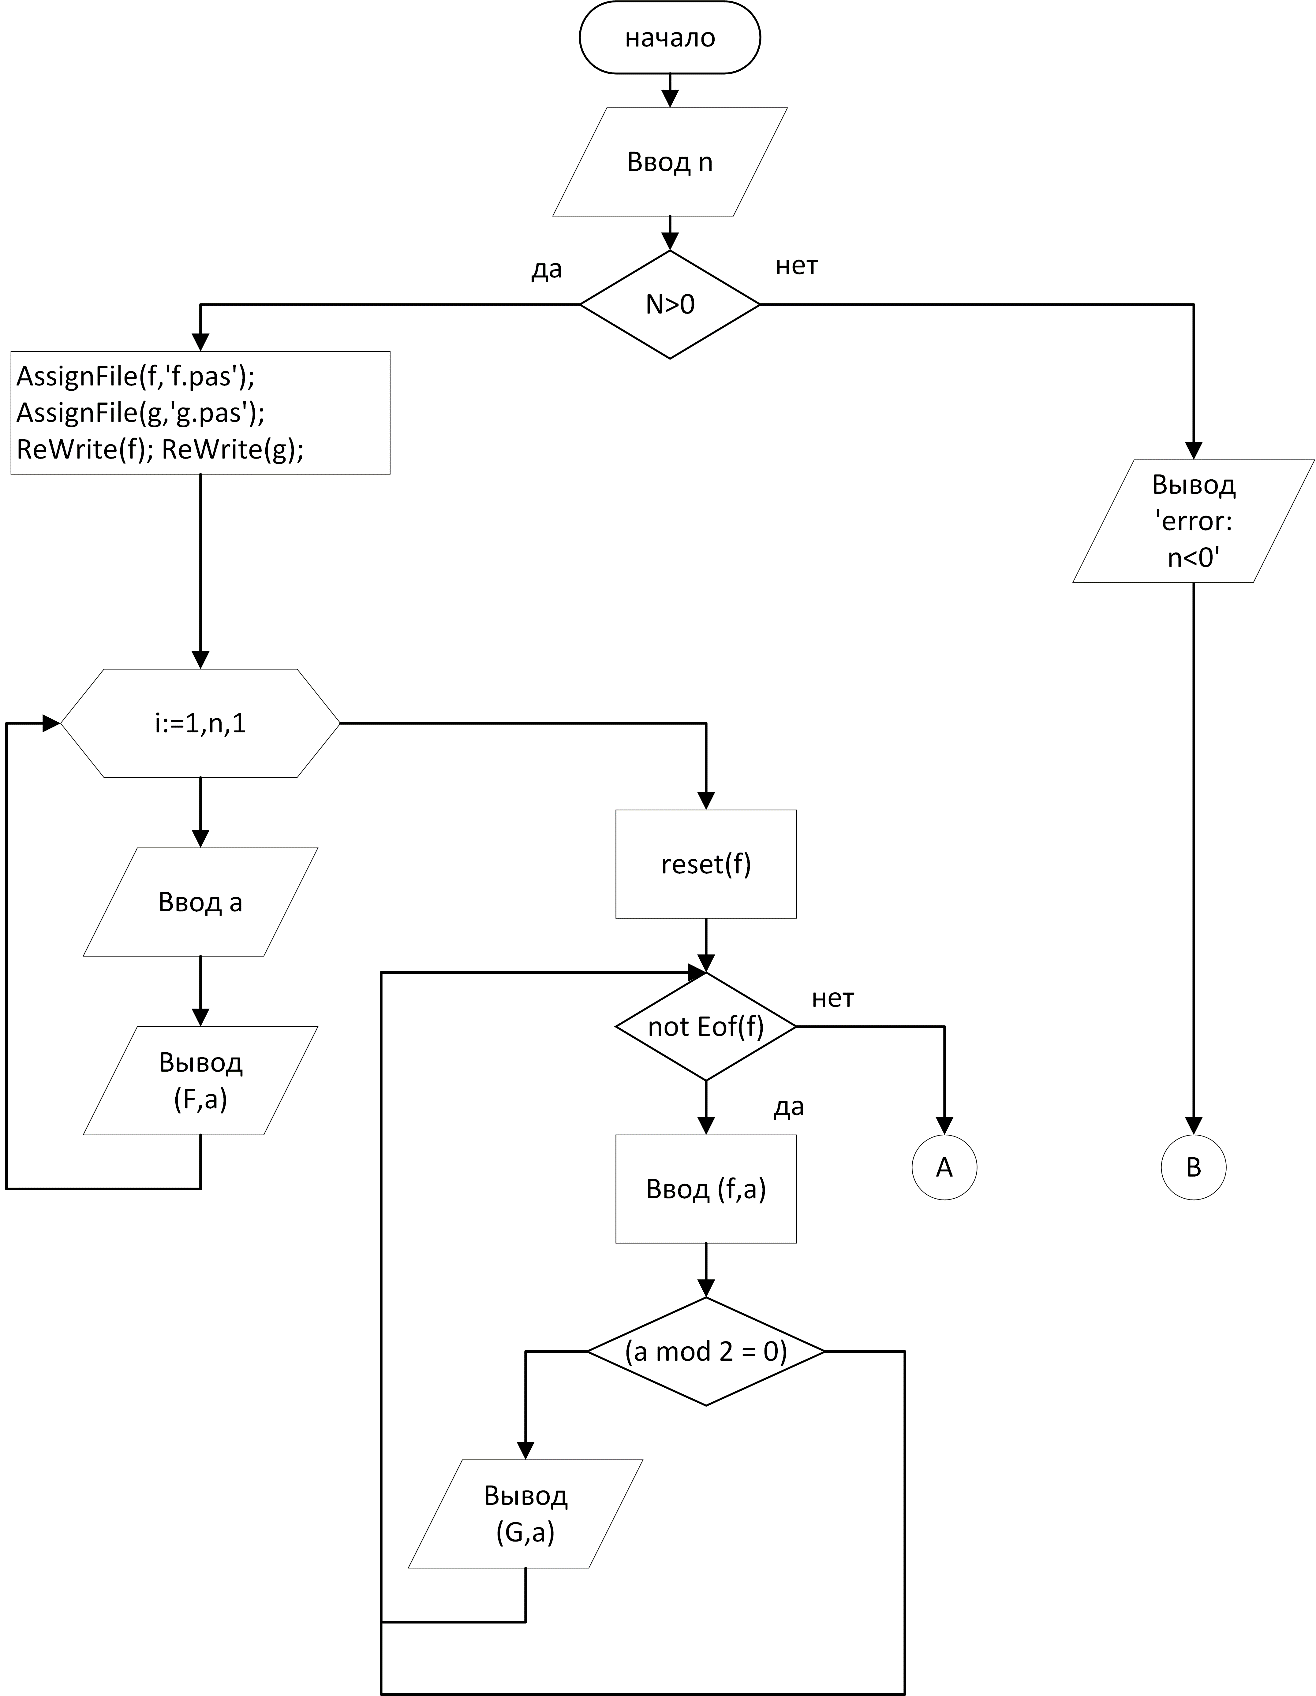 начало
Ввод n
да
нет
N>0
AssignFile(f,'f.pas');
AssignFile(g,'g.pas');
ReWrite(f); ReWrite(g);
Вывод
'error:
n<0'
i:=1,n,1
Ввод a
Вывод
(F,a)
reset(f)
not Eof(f)
нет
да
Ввод (f,a)
A
B
(a mod 2 = 0)
Вывод
(G,a)